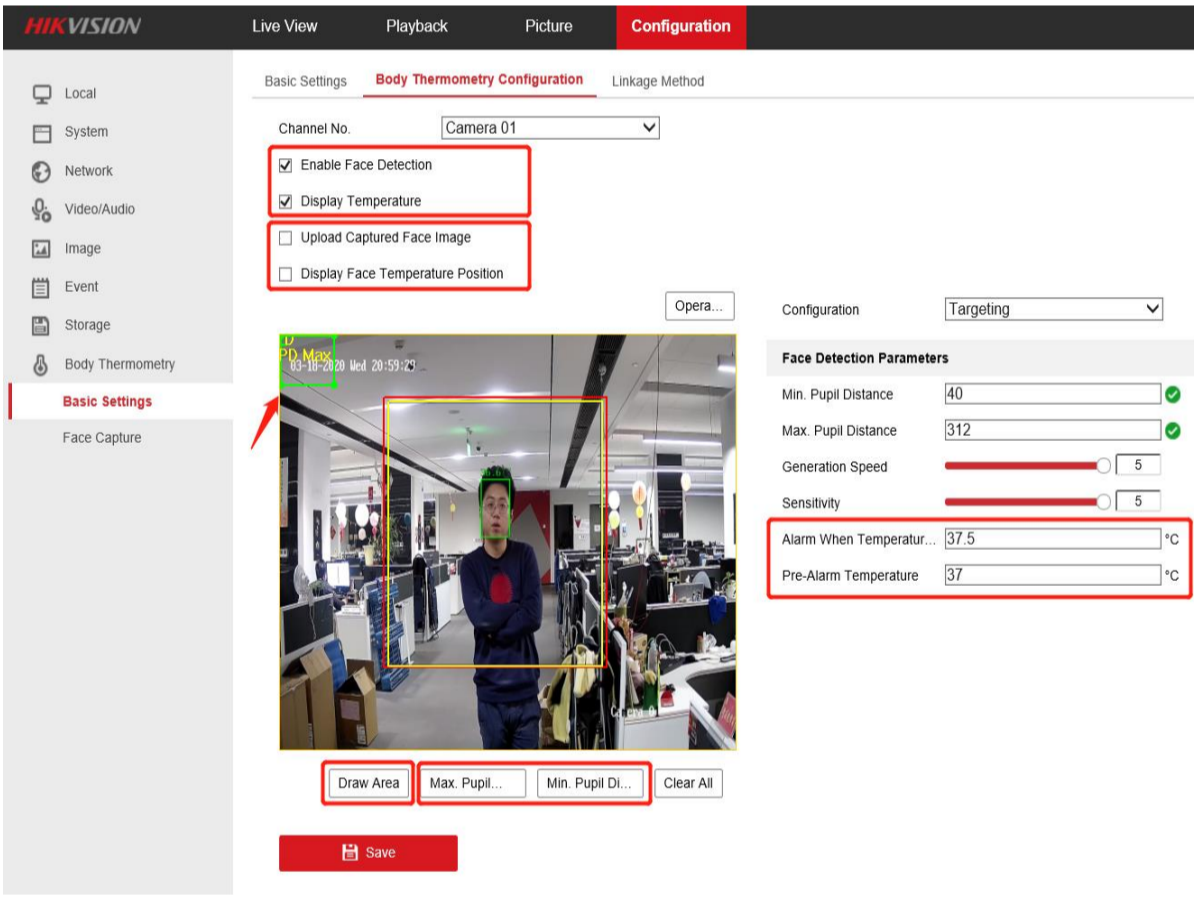 HIKVISION
Live View Playback Picture Configuration
Local
System
Network
Video/Audio
Image
Event
Storage
Body Thermometry
Basic Settings
Face Capture
Basic Settings Body Thermometry Configuration Linkage Method
Channel No. Camera 01
Enable Face Detection
Display Temperature
Upload Captured Face Image
Display Face Temperature Position
Opera...
D
PD Max
03-18-2020 Wed 20:59:29
Camera 0
Draw Area Max. Pupil... Min. Pupil Di... Clear All
Save
Configuration Targeting
Face Detection Parameters
Min. Pupil Distance 40
Max. Pupil Distance 312
Generation Speed 5
Sensitivity 5
Alarm When Temperatur... 37.5 °C
Pre-Alarm Temperature 37 °C